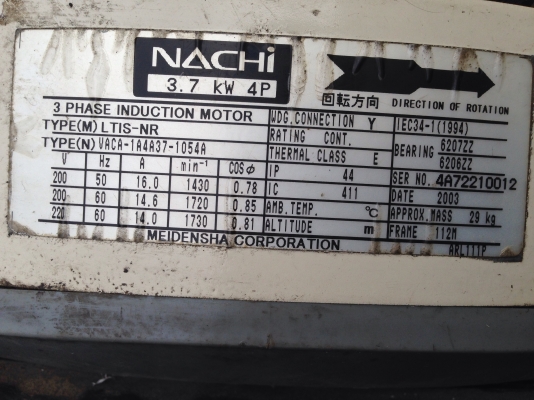 NACHi
3.7 kW 4P
回転方向 DIRECTION OF ROTATION
3 PHASE INDUCTION MOTOR
TYPE(M) LTIS-NR
TYPE(N) VACA-1A4A37-1054A
V Hz A min-1 COSø
200 50 16.0 1430 0.78
200 60 14.6 1720 0.85
220 60 14.0 1730 0.81
WDG.CONNECTION Y
RATING CONT.
THERMAL CLASS E
IP 44
IC 411
AMB.TEMP. ℃
ALTITUDE m
IEC34-1(1994)
BEARING 6207ZZ
6206ZZ
SER NO. 4A72210012
DATE 2003
APPROX.MASS 29 kg
FRAME 112M
MEIDENSHA CORPORATION
ARL111P